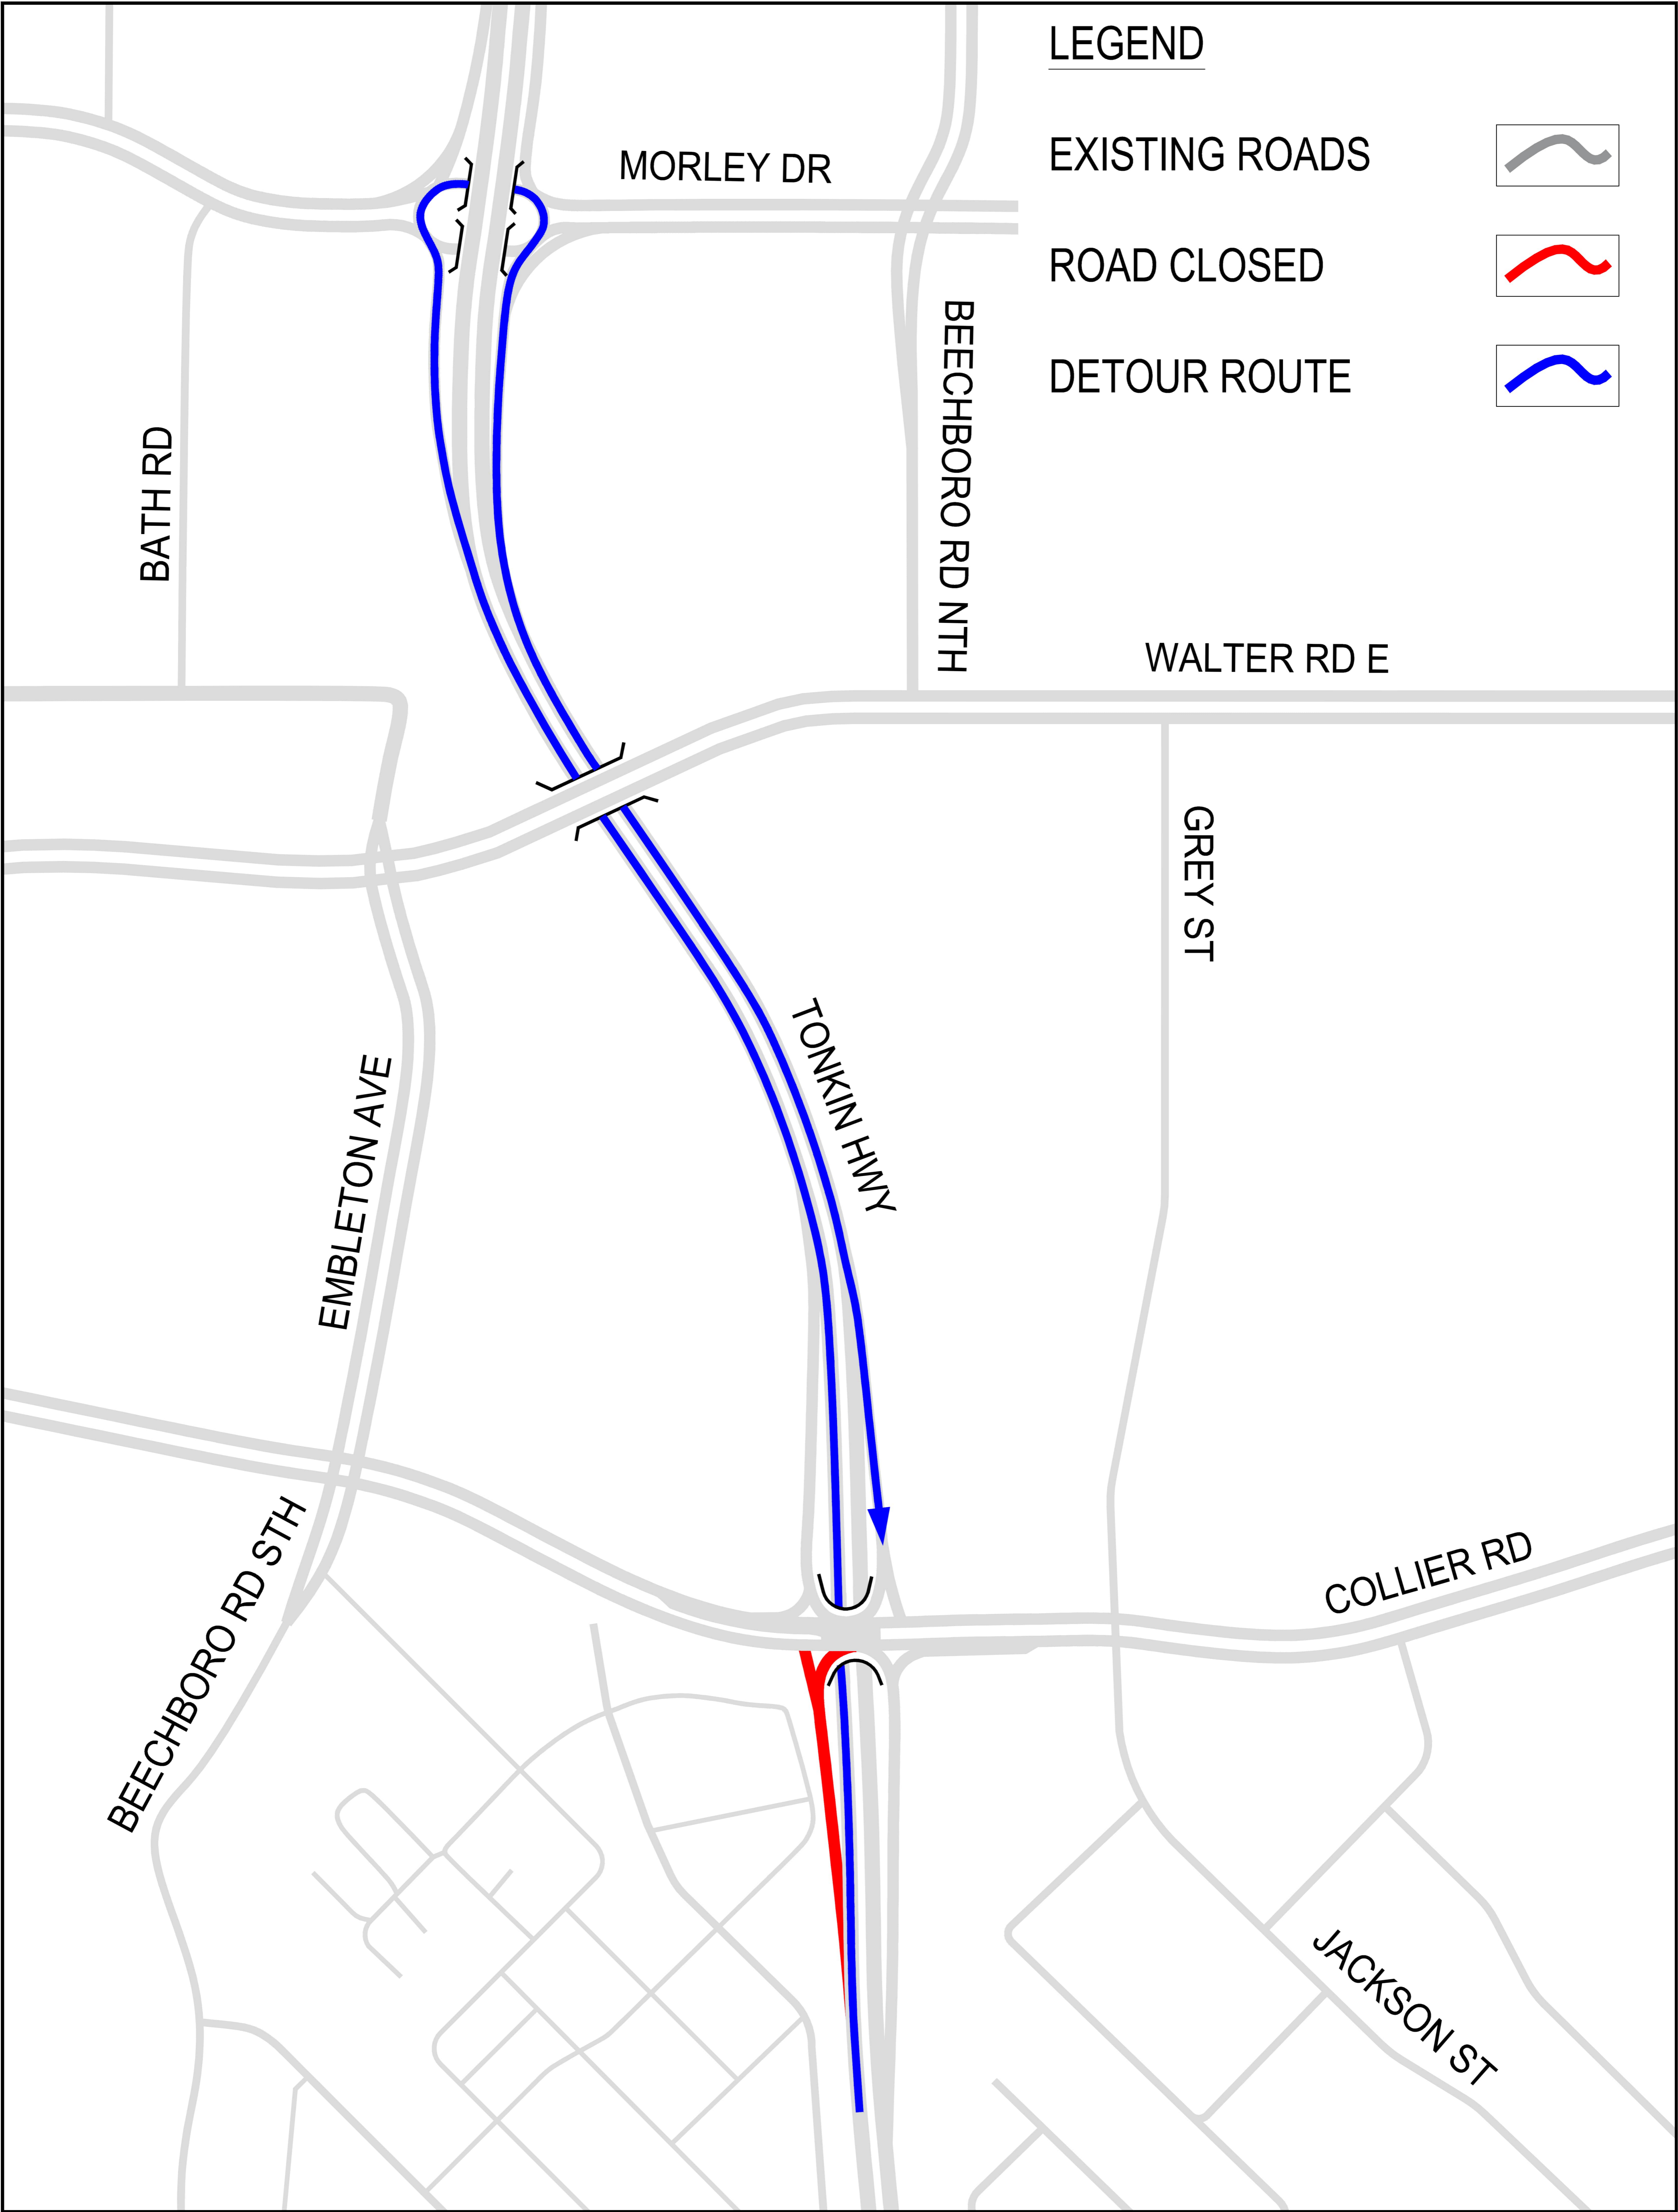 LEGEND
EXISTING ROADS
MORLEY DR
ROAD CLOSED
DETOUR ROUTE
BEECHBORO RD NTH
BATH RD
WALTER RD E
GREY ST
TONKIN HWY
EMBLETON AVE
BEECHBORO RD STH
COLLIER RD
JACKSON ST